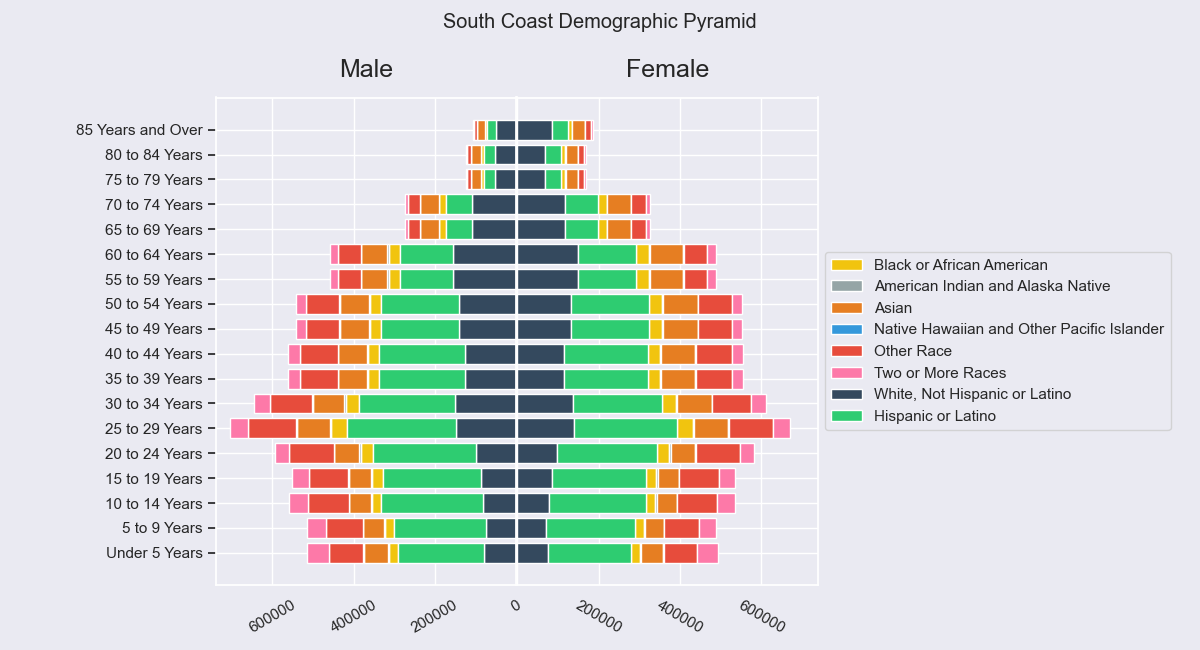 South Coast Demographic Pyramid
Male
Female
85 Years and Over
80 to 84 Years
75 to 79 Years
70 to 74 Years
65 to 69 Years
60 to 64 Years
55 to 59 Years
50 to 54 Years
45 to 49 Years
40 to 44 Years
35 to 39 Years
30 to 34 Years
25 to 29 Years
20 to 24 Years
15 to 19 Years
10 to 14 Years
5 to 9 Years
Under 5 Years
600000
400000
200000
0
200000
400000
600000
Black or African American
American Indian and Alaska Native
Asian
Native Hawaiian and Other Pacific Islander
Other Race
Two or More Races
White, Not Hispanic or Latino
Hispanic or Latino